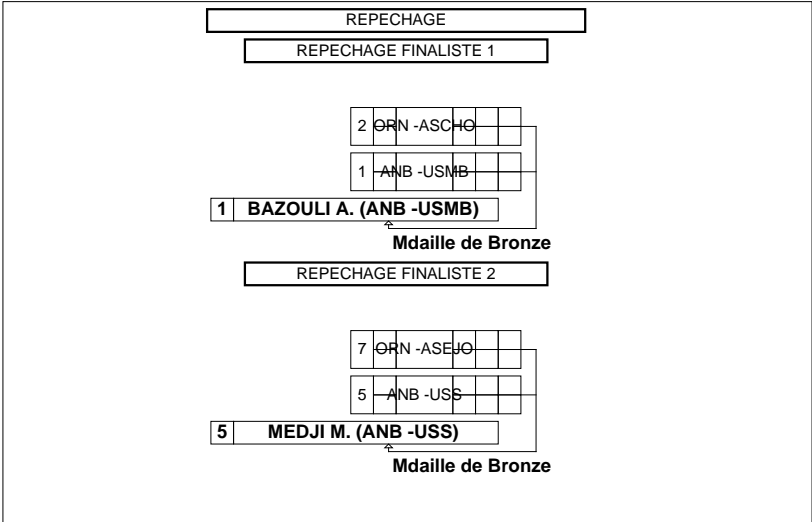 REPECHAGE
REPECHAGE FINALISTE 1
2 ORN -ASCHO
1 ANB -USMB
1 BAZOULI A. (ANB -USMB)
Mdaille de Bronze
REPECHAGE FINALISTE 2
7 ORN -ASEJO
5 ANB -USS
5 MEDJI M. (ANB -USS)
Mdaille de Bronze